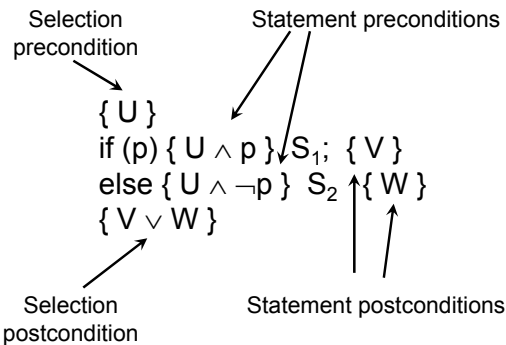 Selection
precondition
Statement preconditions
{ U }
if (p) { U ∧ p } S₁; { V }
else { U ∧ ¬p } S₂ { W }
{ V ∨ W }
Selection
postcondition
Statement postconditions